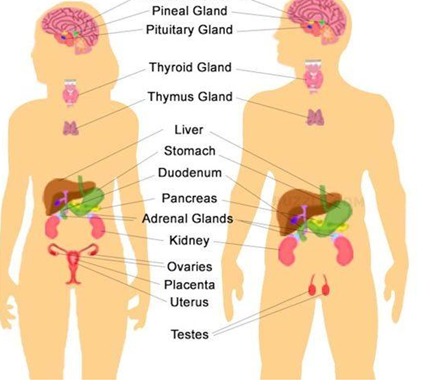 Pineal Gland
Pituitary Gland
Thyroid Gland
Thymus Gland
Liver
Stomach
Duodenum
Pancreas
Adrenal Glands
Kidney
Ovaries
Placenta
Uterus
Testes